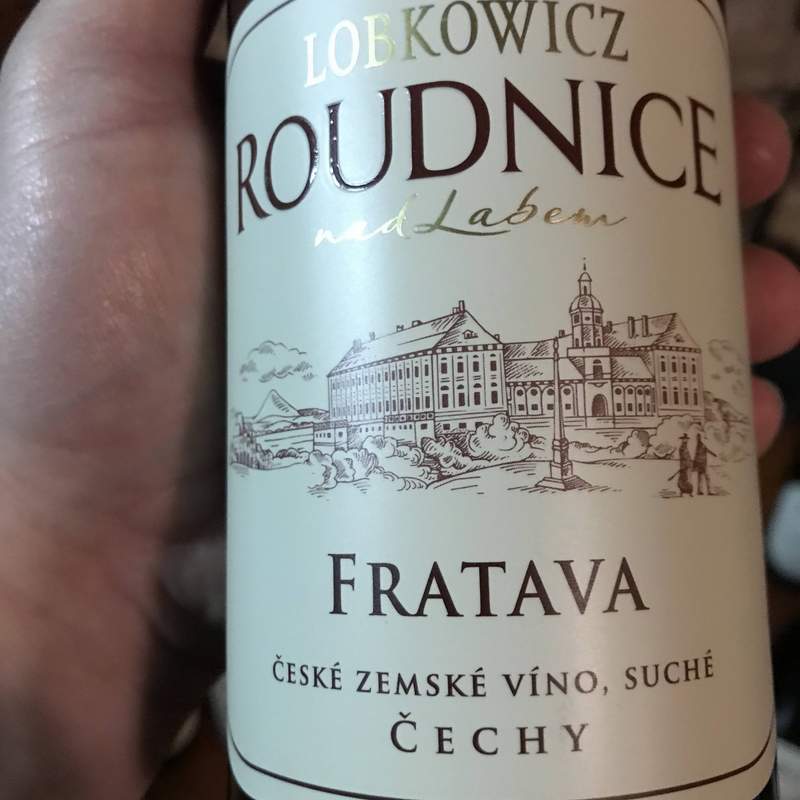 LOBKOWICZ
ROUDNICE
nad Labem
FRATAVA
ČESKÉ ZEMSKÉ VÍNO, SUCHÉ
ČECHY